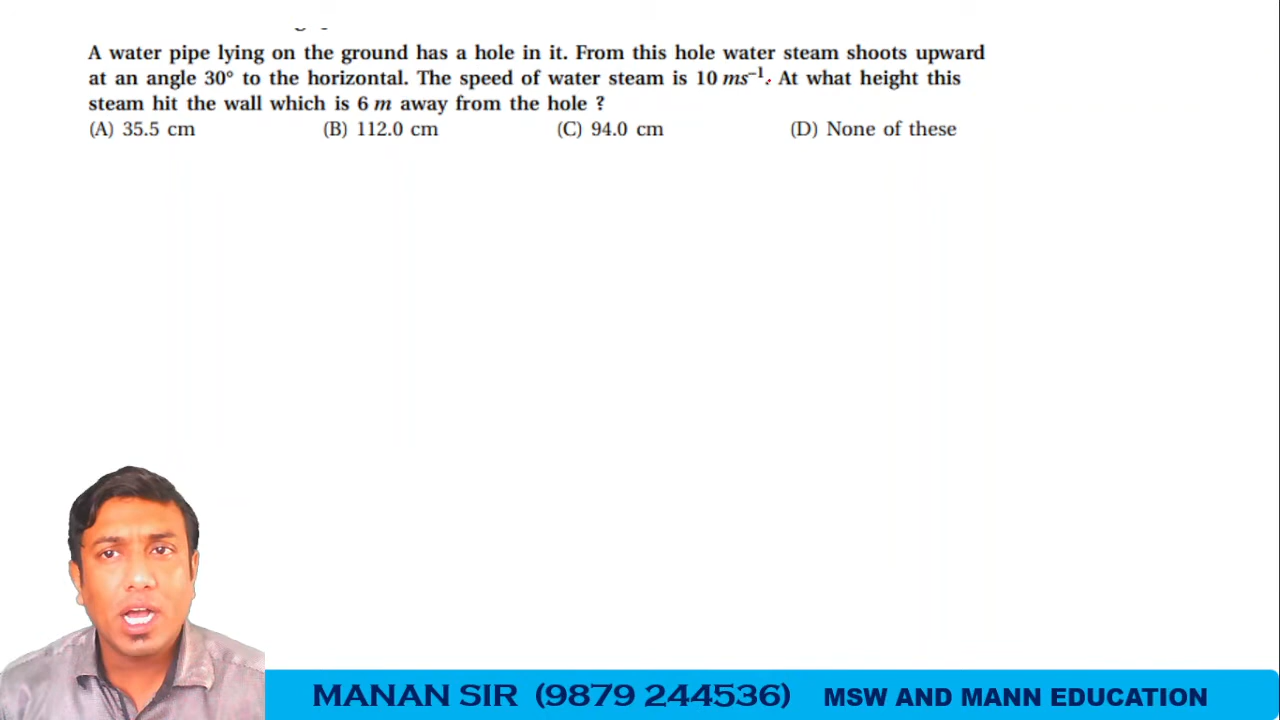 A water pipe lying on the ground has a hole in it. From this hole water steam shoots upward
at an angle 30° to the horizontal. The speed of water steam is 10 ms⁻¹. At what height this
steam hit the wall which is 6 m away from the hole ?
(A) 35.5 cm (B) 112.0 cm (C) 94.0 cm (D) None of these
MANAN SIR (9879 244536) MSW AND MANN EDUCATION